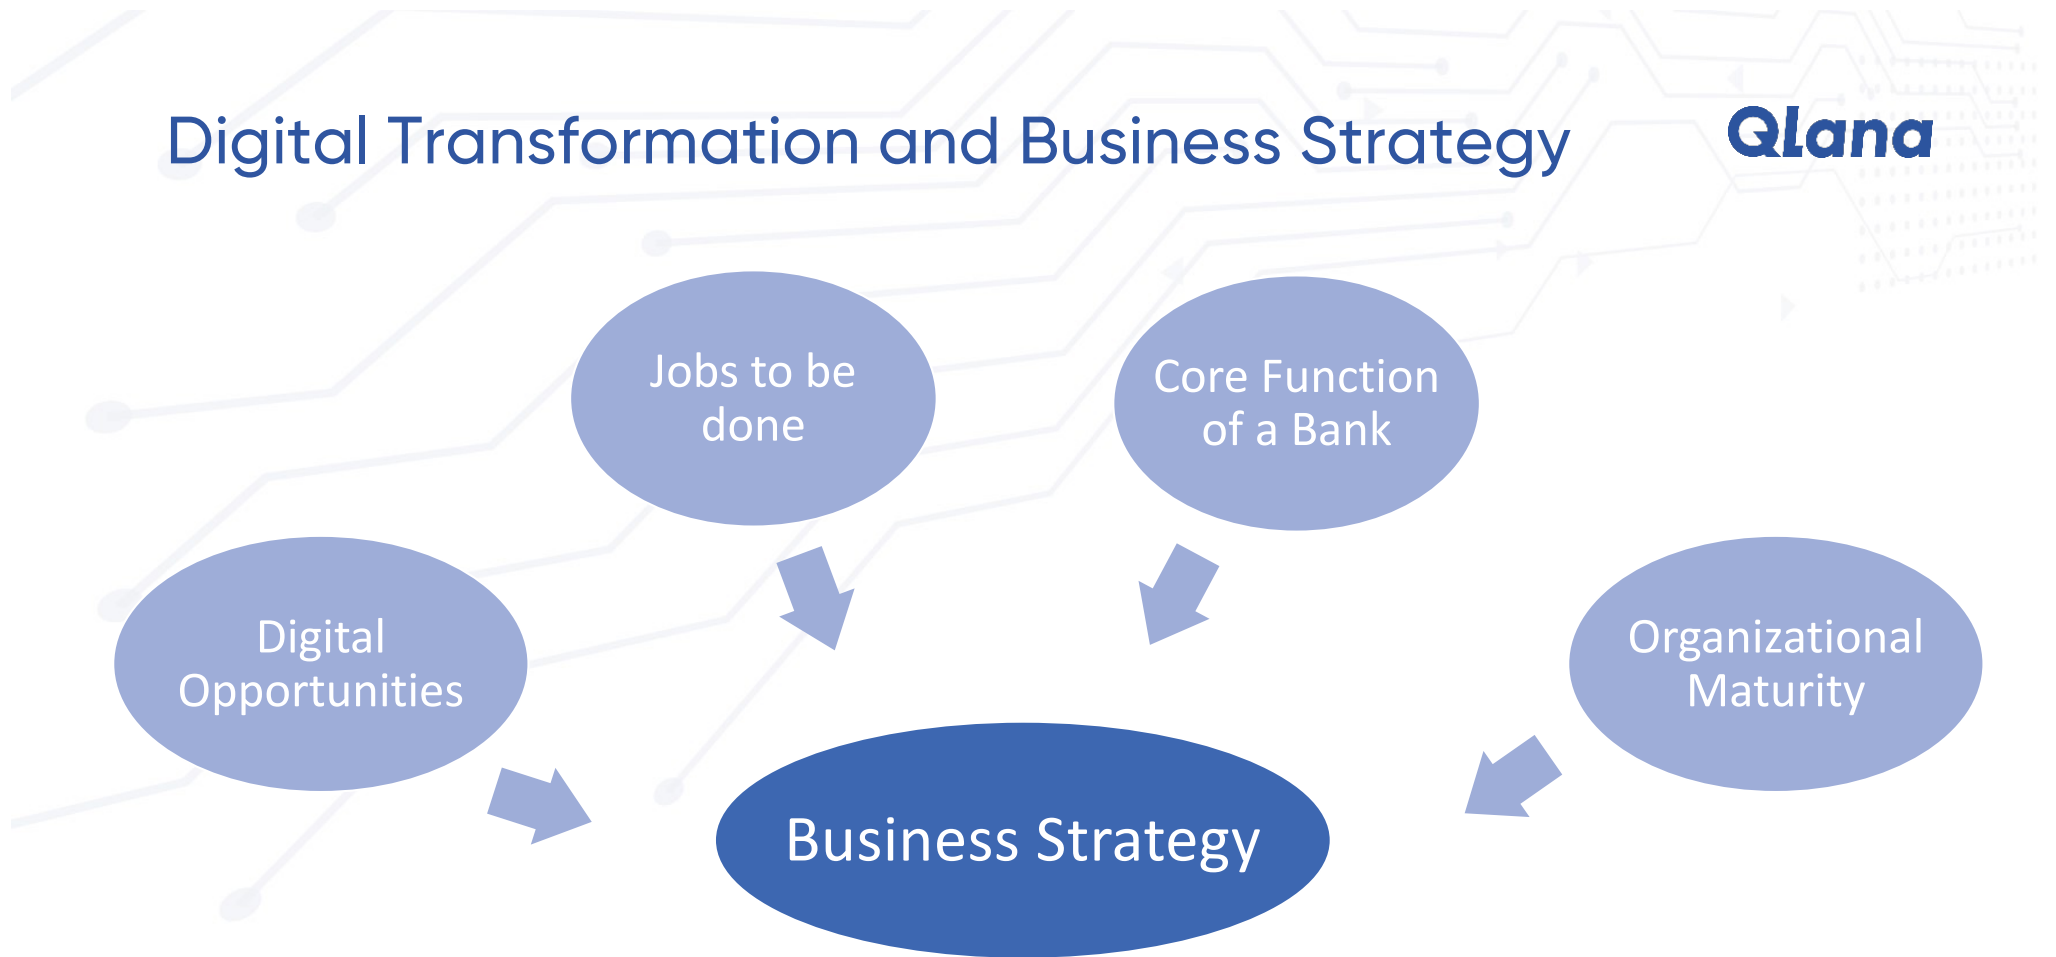 Digital Transformation and Business Strategy
QLana
Jobs to be
done
Core Function
of a Bank
Digital
Opportunities
Organizational
Maturity
Business Strategy